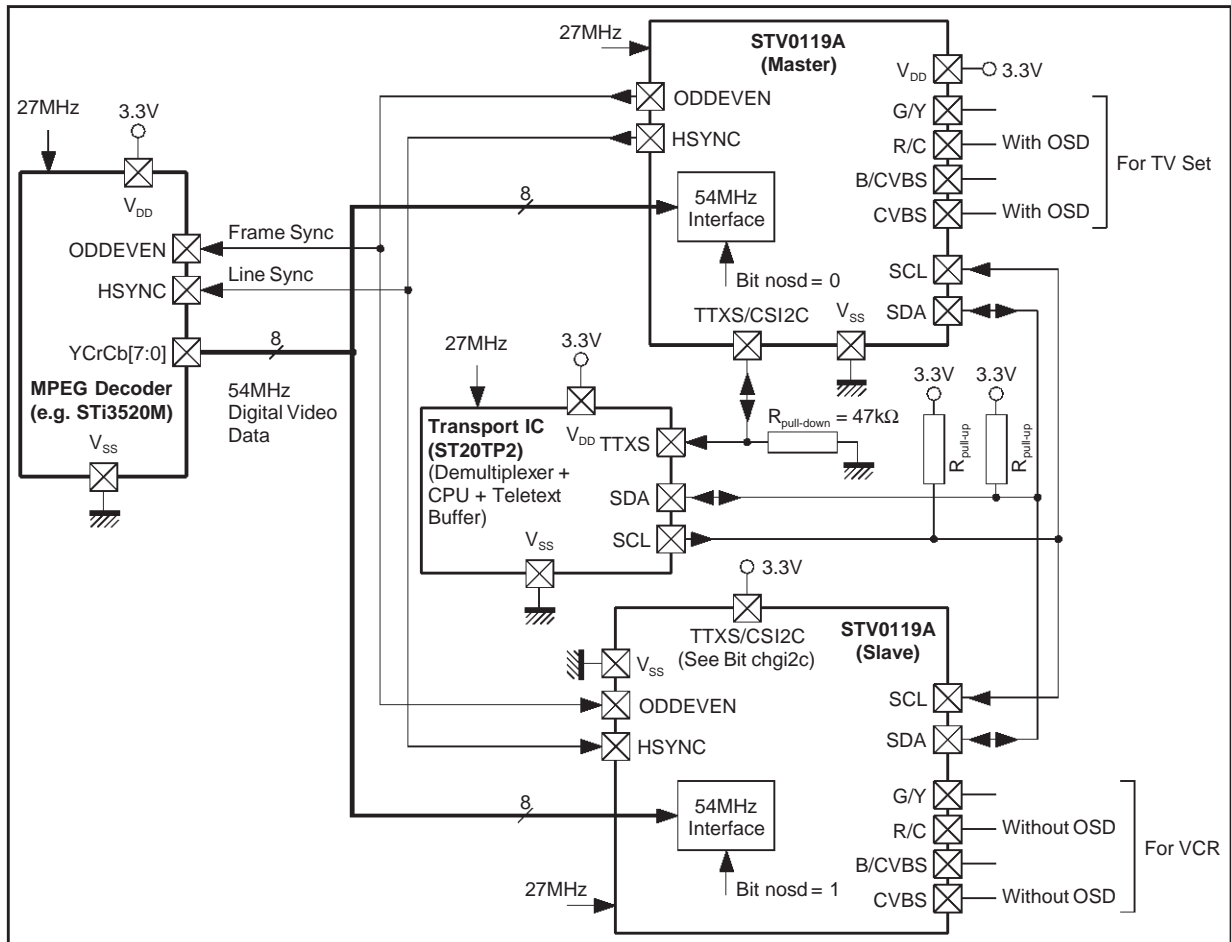 27MHz
3.3V
V_DD
ODDEVEN
HSYNC
YCrCb[7:0]
MPEG Decoder
(e.g. STi3520M)
V_SS
Frame Sync
Line Sync
8
54MHz
Digital Video
Data
27MHz
STV0119A
(Master)
ODDEVEN
HSYNC
8
54MHz
Interface
Bit nosd = 0
TTXS/CSI2C
V_SS
V_DD
3.3V
G/Y
R/C
With OSD
B/CVBS
CVBS
With OSD
For TV Set
SCL
SDA
27MHz
3.3V
V_DD
Transport IC
(ST20TP2)
(Demultiplexer +
CPU + Teletext
Buffer)
TTXS
SDA
SCL
V_SS
R_pull-down = 47kΩ
3.3V
3.3V
R_pull-up
R_pull-up
3.3V
TTXS/CSI2C
(See Bit chgi2c)
STV0119A
(Slave)
V_SS
ODDEVEN
HSYNC
8
54MHz
Interface
Bit nosd = 1
27MHz
SCL
SDA
G/Y
R/C
Without OSD
B/CVBS
CVBS
Without OSD
For VCR